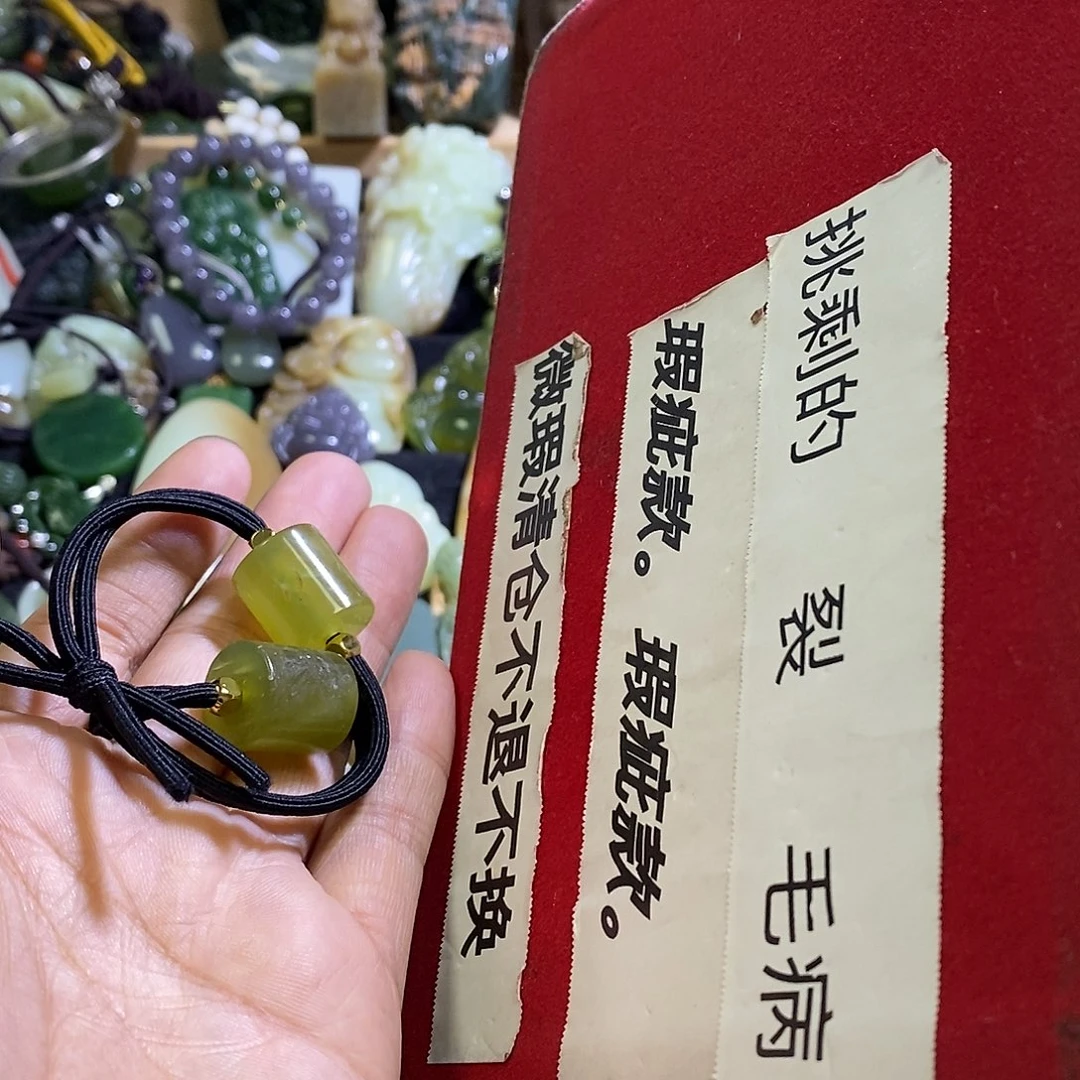 挑剩的 裂 毛病
瑕疵款。瑕疵款。
微瑕清仓不退不换